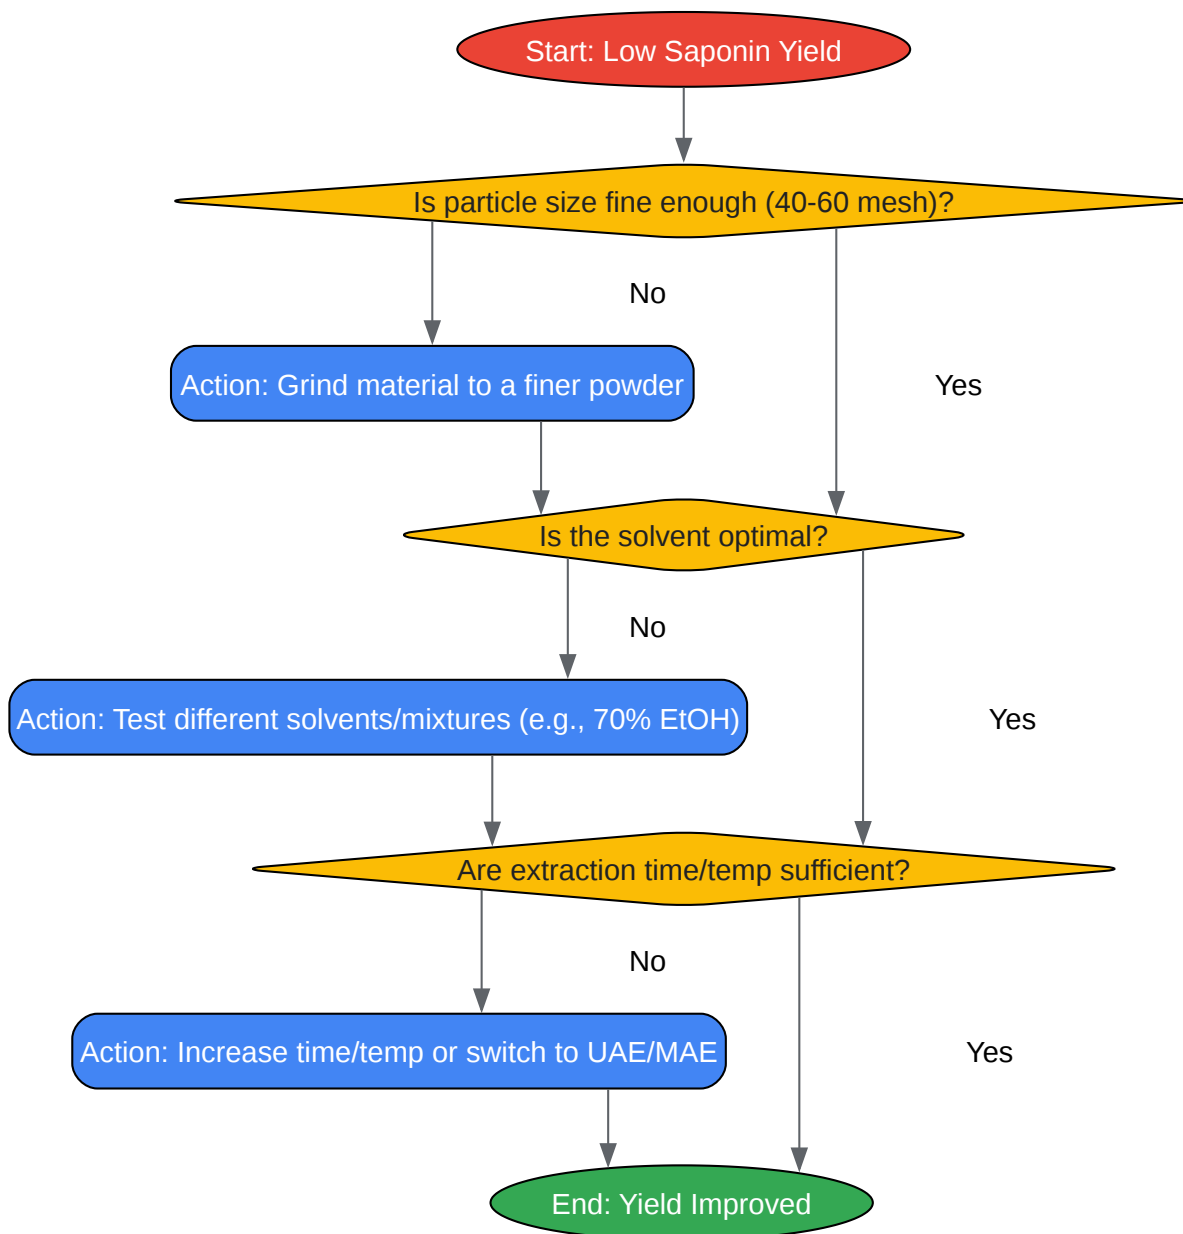 Start: Low Saponin Yield
Is particle size fine enough (40-60 mesh)?
No
Action: Grind material to a finer powder
Yes
Is the solvent optimal?
No
Action: Test different solvents/mixtures (e.g., 70% EtOH)
Yes
Are extraction time/temp sufficient?
No
Action: Increase time/temp or switch to UAE/MAE
Yes
End: Yield Improved